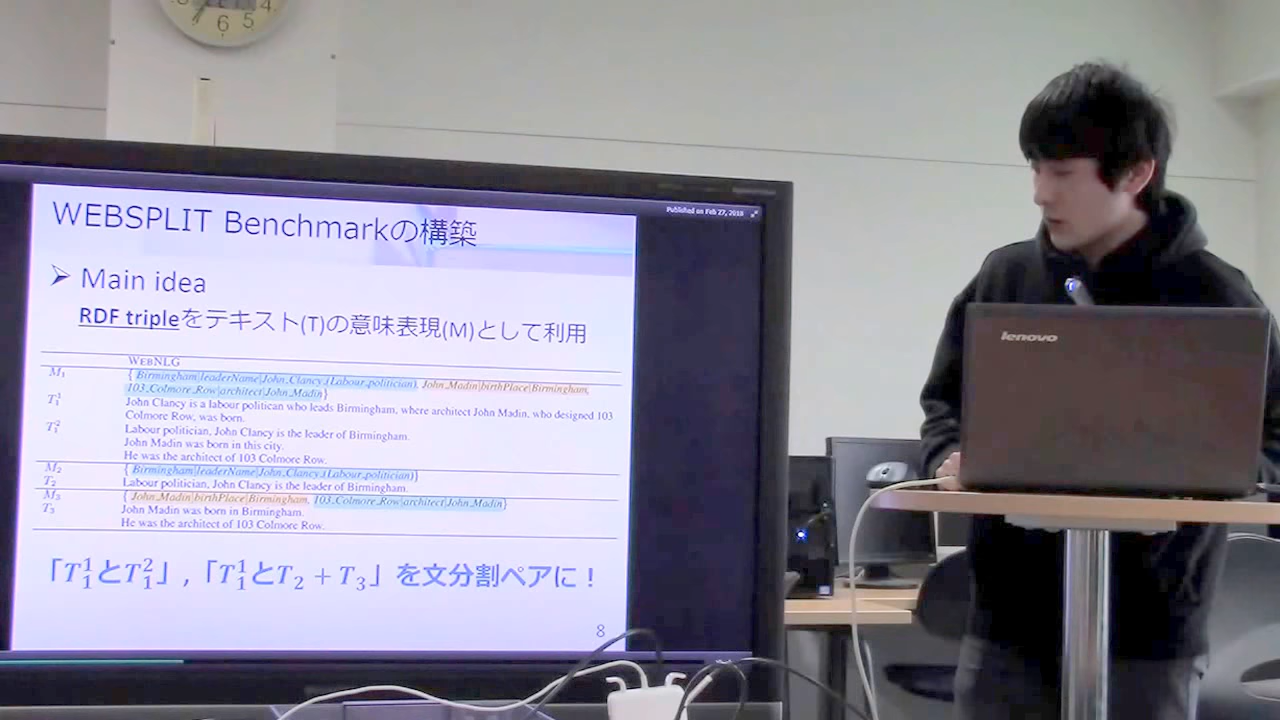 6
5
4
Published on Feb 27, 2018
WEBSPLIT Benchmarkの構築
➢ Main idea
RDF tripleをテキスト(T)の意味表現(M)として利用
WEBNLG
M₁ { Birmingham|leaderName|John_Clancy_(Labour_politician), John_Madin|birthPlace|Birmingham,
103_Colmore_Row|architect|John_Madin}
T₁¹ John Clancy is a labour politican who leads Birmingham, where architect John Madin, who designed 103
Colmore Row, was born.
T₁² Labour politician, John Clancy is the leader of Birmingham.
John Madin was born in this city.
He was the architect of 103 Colmore Row.
M₂ { Birmingham|leaderName|John_Clancy_(Labour_politician)}
T₂ Labour politician, John Clancy is the leader of Birmingham.
M₃ { John_Madin|birthPlace|Birmingham, 103_Colmore_Row|architect|John_Madin}
T₃ John Madin was born in Birmingham.
He was the architect of 103 Colmore Row.
「T₁¹とT₁²」,「T₁¹とT₂ + T₃」を文分割ペアに!
8
lenovo